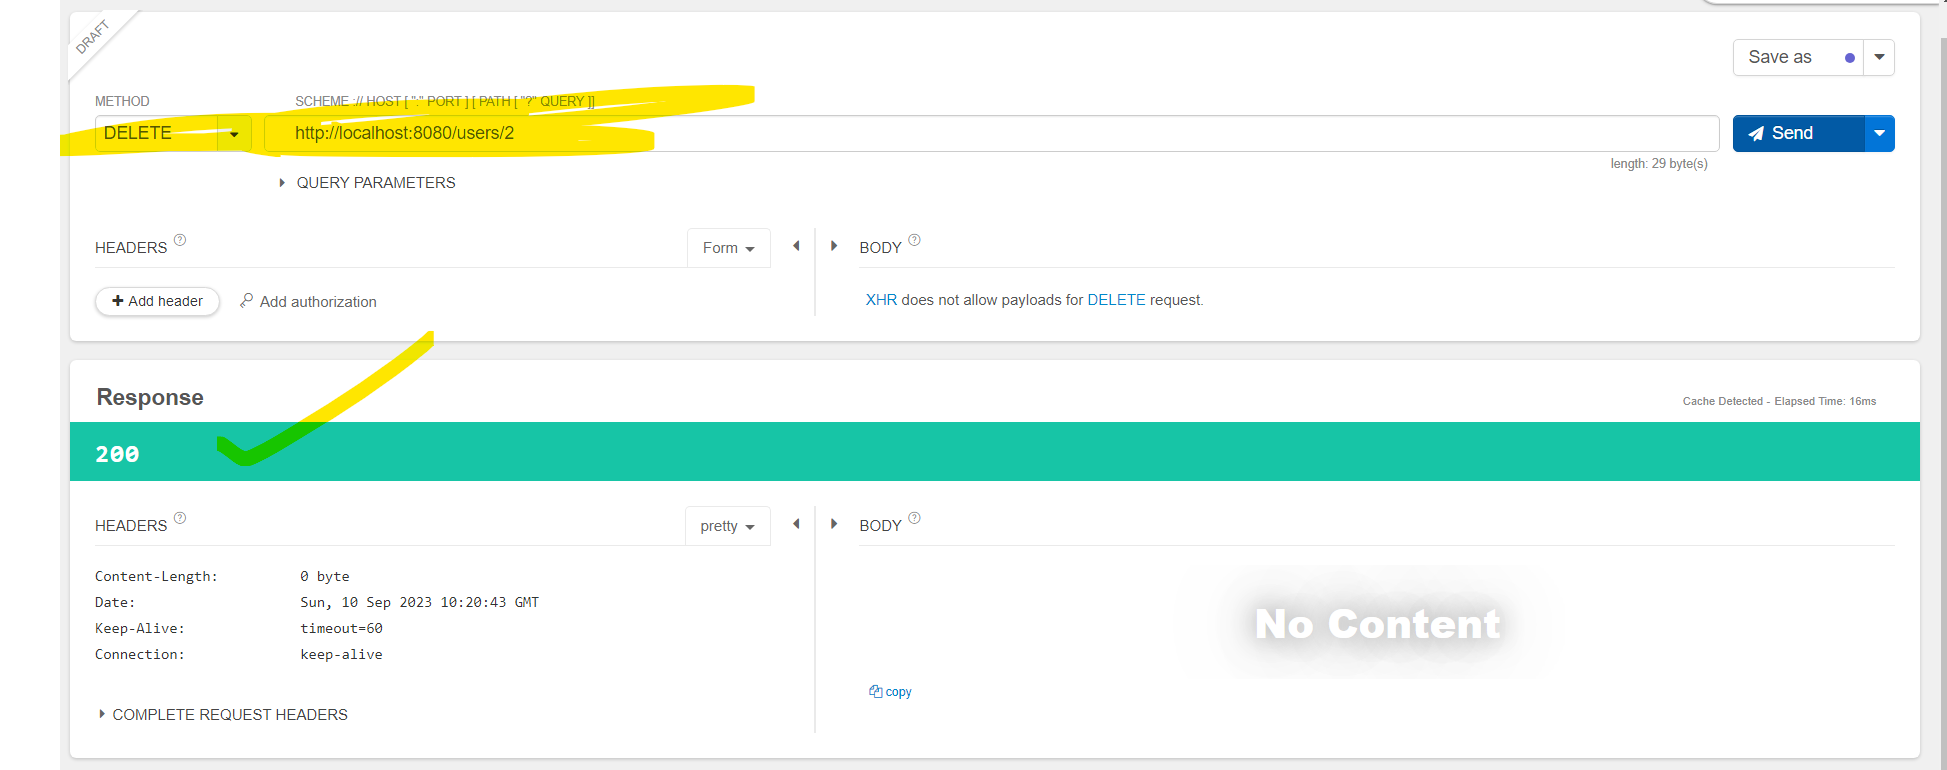 DRAFT
Save as
METHOD
SCHEME :// HOST [ ":" PORT ] [ PATH [ "?" QUERY ]]
DELETE
http://localhost:8080/users/2
Send
length: 29 byte(s)
QUERY PARAMETERS
HEADERS ?
Form
BODY ?
+ Add header
Add authorization
XHR does not allow payloads for DELETE request.
Response
Cache Detected - Elapsed Time: 16ms
200
HEADERS ?
pretty
BODY ?
Content-Length: 0 byte
Date: Sun, 10 Sep 2023 10:20:43 GMT
Keep-Alive: timeout=60
Connection: keep-alive
No Content
copy
COMPLETE REQUEST HEADERS